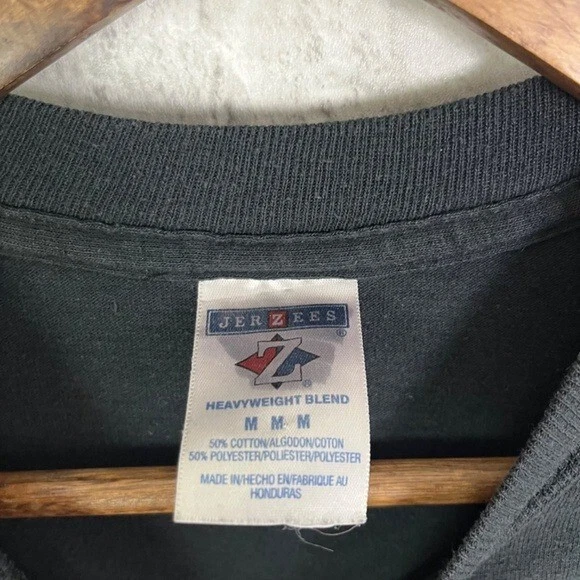 JERZEES®
Z®
HEAVYWEIGHT BLEND
M M M
50% COTTON/ALGODON/COTON
50% POLYESTER/POLIESTER/POLYESTER
MADE IN/HECHO EN/FABRIQUE AU
HONDURAS